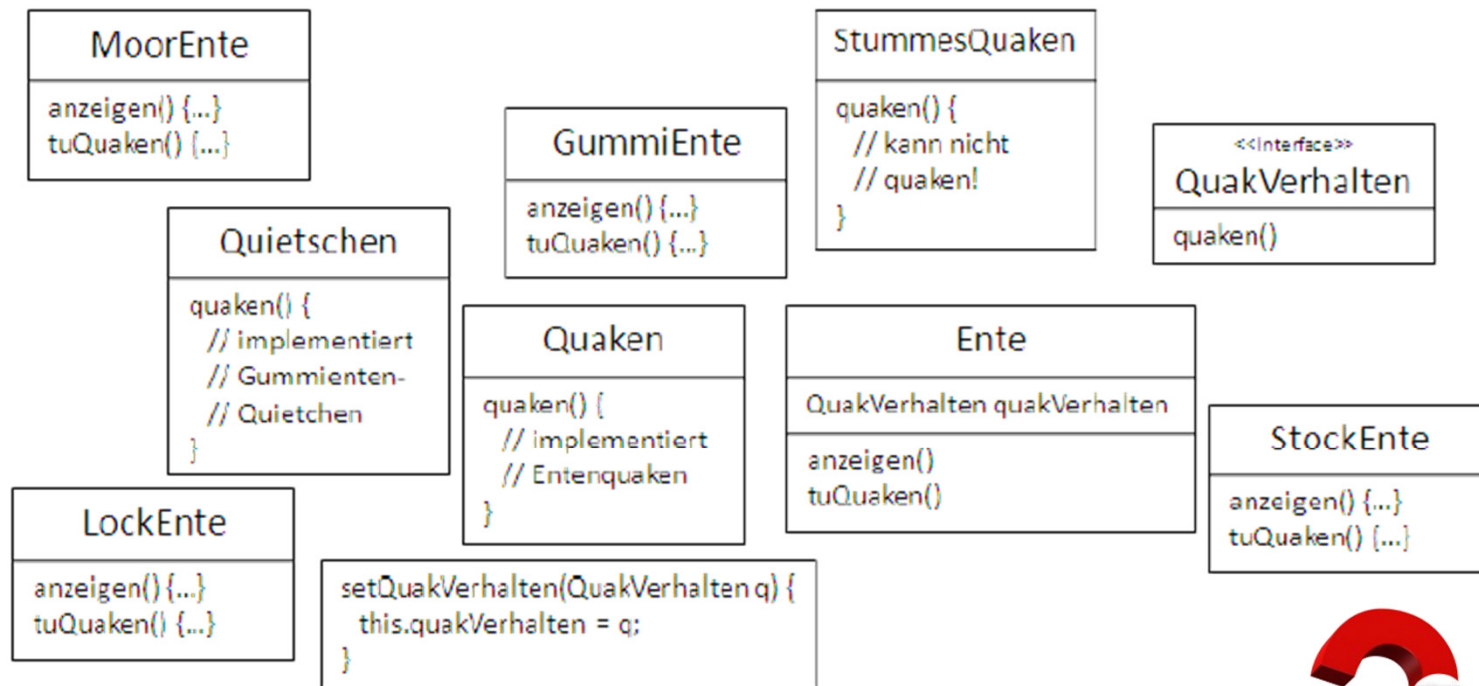 MoorEnte
anzeigen() {...}
tuQuaken() {...}
StummesQuaken
quaken() {
// kann nicht
// quaken!
}
GummiEnte
anzeigen() {...}
tuQuaken() {...}
<<Interface>>
QuakVerhalten
quaken()
Quietschen
quaken() {
// implementiert
// Gummienten-
// Quietchen
}
Quaken
quaken() {
// implementiert
// Entenquaken
}
Ente
QuakVerhalten quakVerhalten
anzeigen()
tuQuaken()
StockEnte
anzeigen() {...}
tuQuaken() {...}
LockEnte
anzeigen() {...}
tuQuaken() {...}
setQuakVerhalten(QuakVerhalten q) {
this.quakVerhalten = q;
}